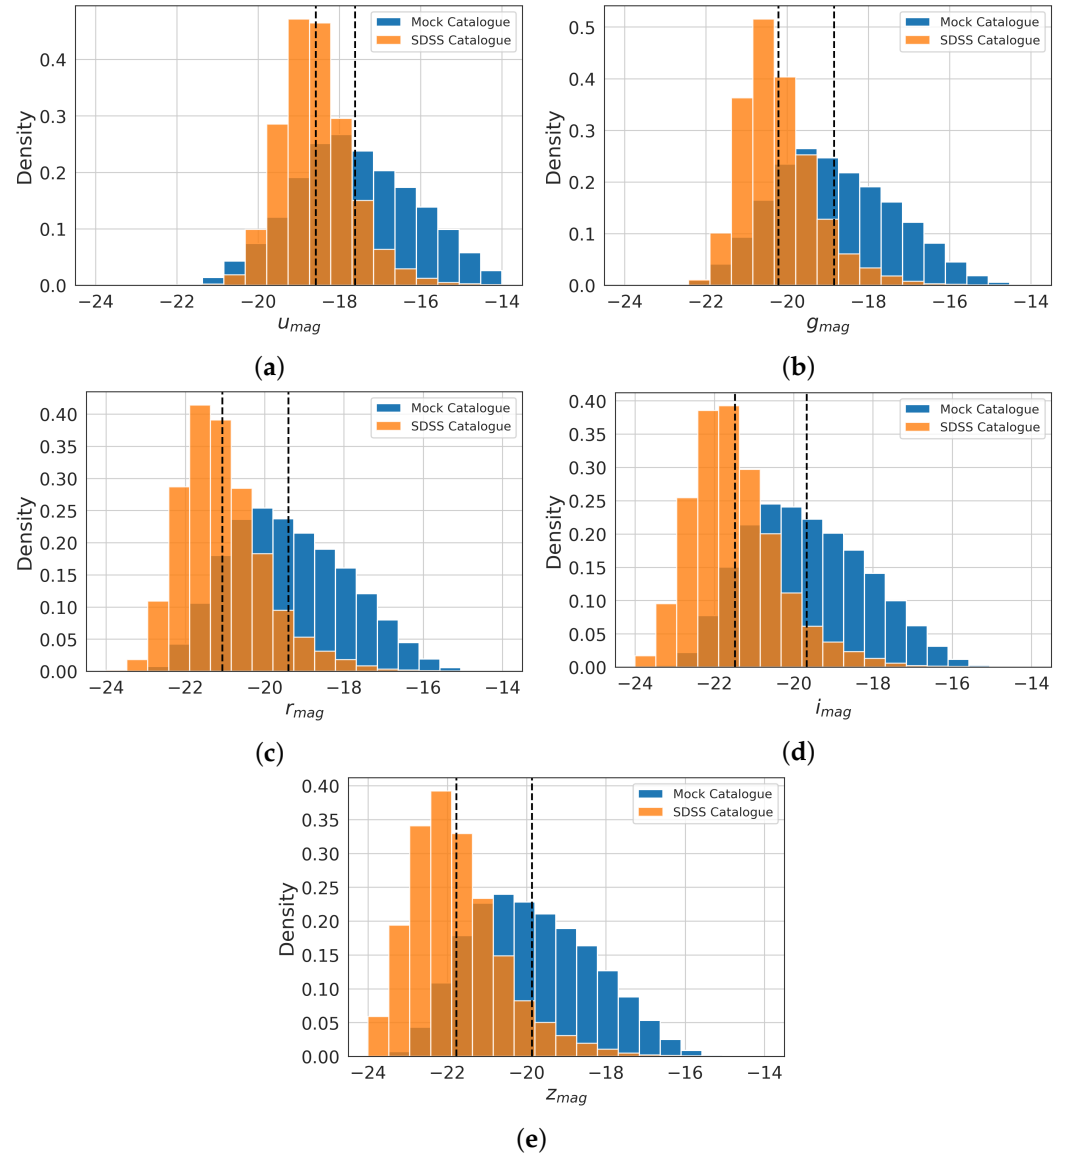 Mock Catalogue
SDSS Catalogue
Density
0.4
0.3
0.2
0.1
0.0
−24 −22 −20 −18 −16 −14
u_mag
(a)
Mock Catalogue
SDSS Catalogue
Density
0.5
0.4
0.3
0.2
0.1
0.0
−24 −22 −20 −18 −16 −14
g_mag
(b)
Mock Catalogue
SDSS Catalogue
Density
0.40
0.35
0.30
0.25
0.20
0.15
0.10
0.05
0.00
−24 −22 −20 −18 −16 −14
r_mag
(c)
Mock Catalogue
SDSS Catalogue
Density
0.40
0.35
0.30
0.25
0.20
0.15
0.10
0.05
0.00
−24 −22 −20 −18 −16 −14
i_mag
(d)
Mock Catalogue
SDSS Catalogue
Density
0.40
0.35
0.30
0.25
0.20
0.15
0.10
0.05
0.00
−24 −22 −20 −18 −16 −14
z_mag
(e)